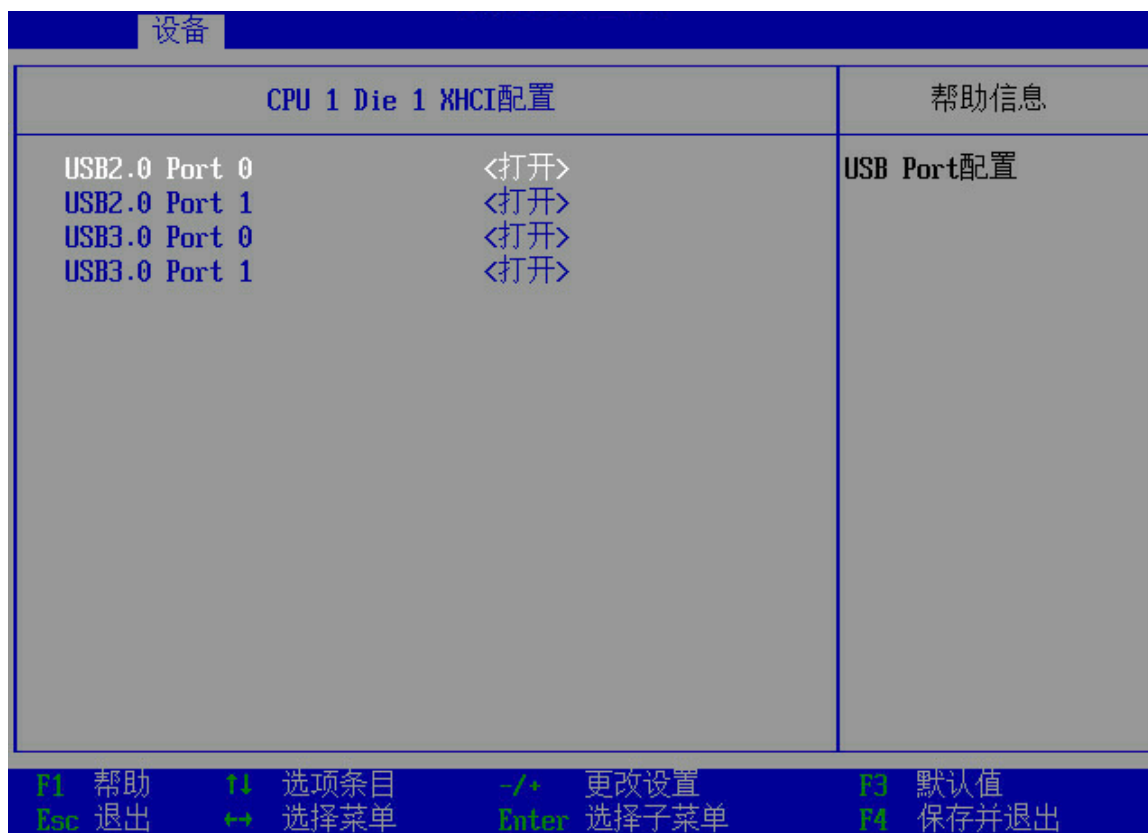 设备
CPU 1 Die 1 XHCI配置
帮助信息
USB2.0 Port 0 <打开>
USB2.0 Port 1 <打开>
USB3.0 Port 0 <打开>
USB3.0 Port 1 <打开>
USB Port配置
F1 帮助 ↑↓ 选项条目 -/+ 更改设置 F3 默认值
Esc 退出 ←→ 选择菜单 Enter 选择子菜单 F4 保存并退出